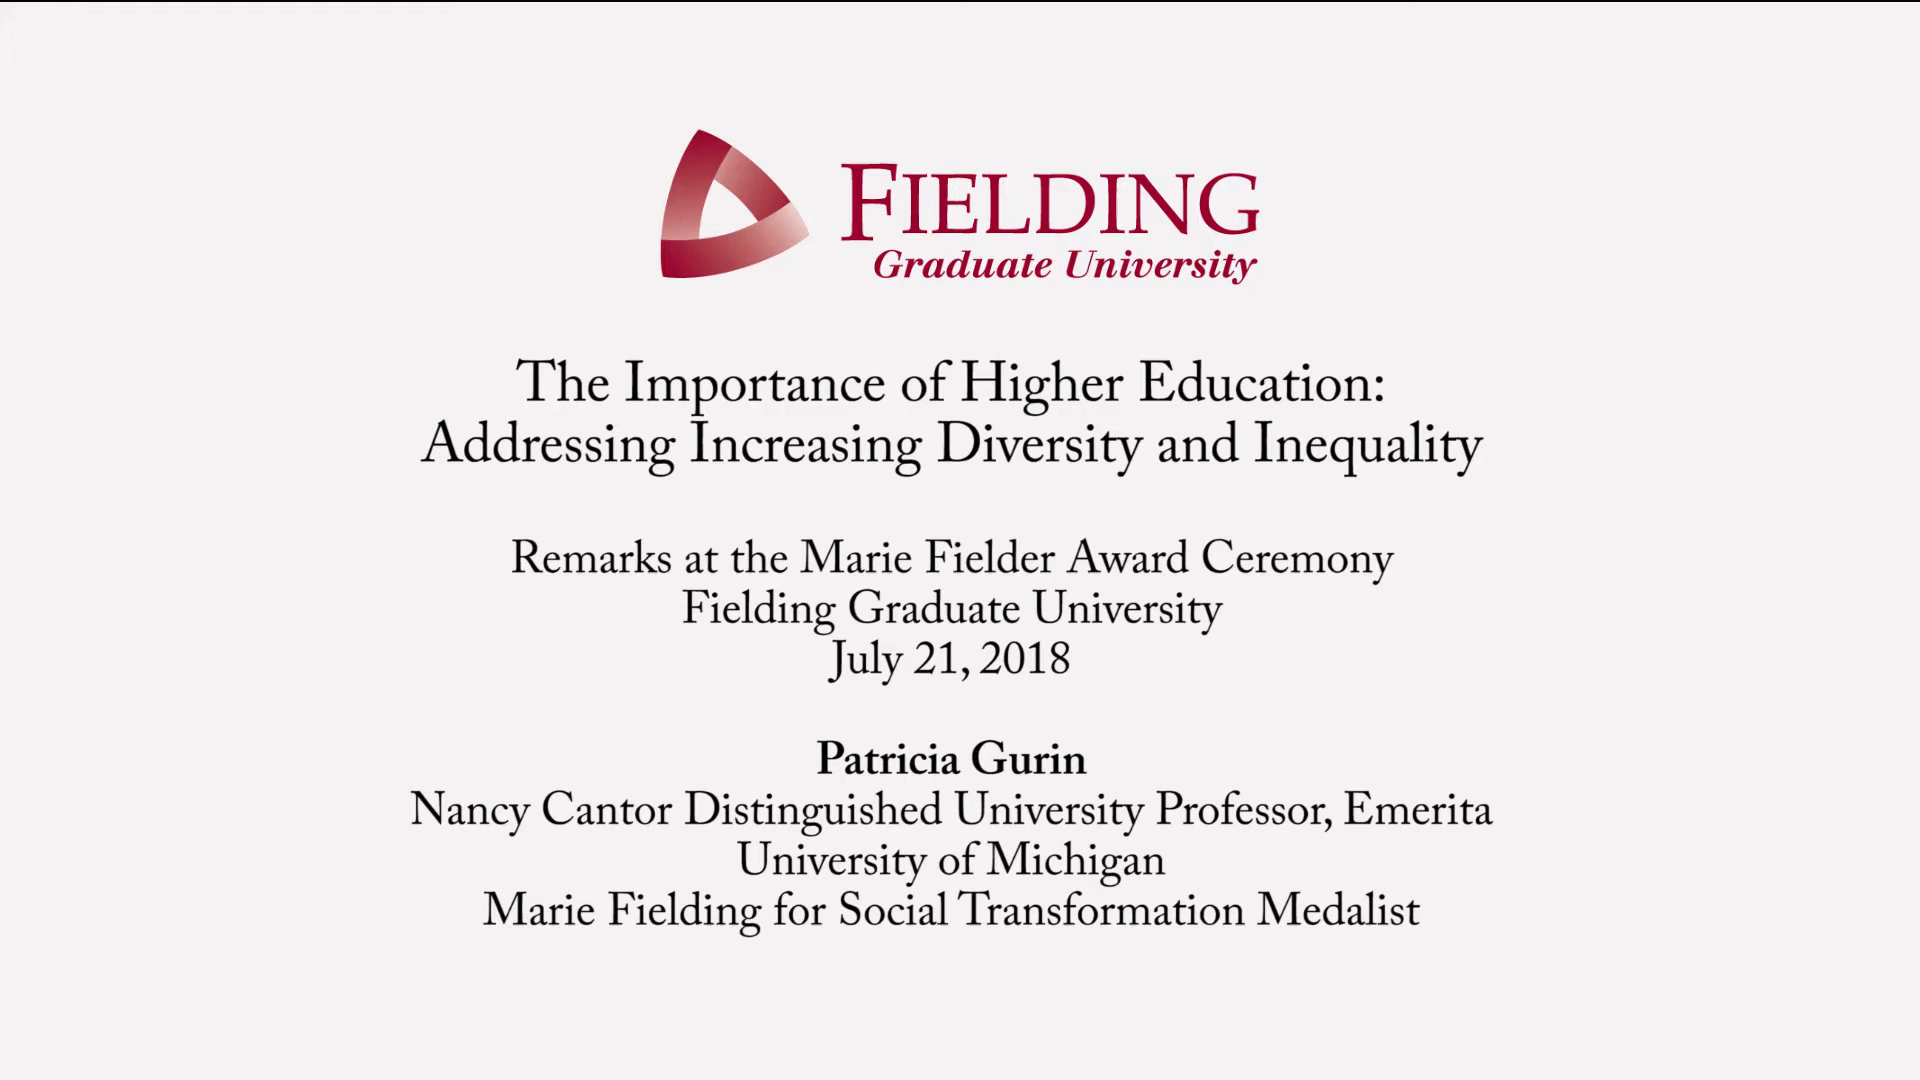 FIELDING
Graduate University
The Importance of Higher Education:
Addressing Increasing Diversity and Inequality
Remarks at the Marie Fielder Award Ceremony
Fielding Graduate University
July 21, 2018
Patricia Gurin
Nancy Cantor Distinguished University Professor, Emerita
University of Michigan
Marie Fielding for Social Transformation Medalist